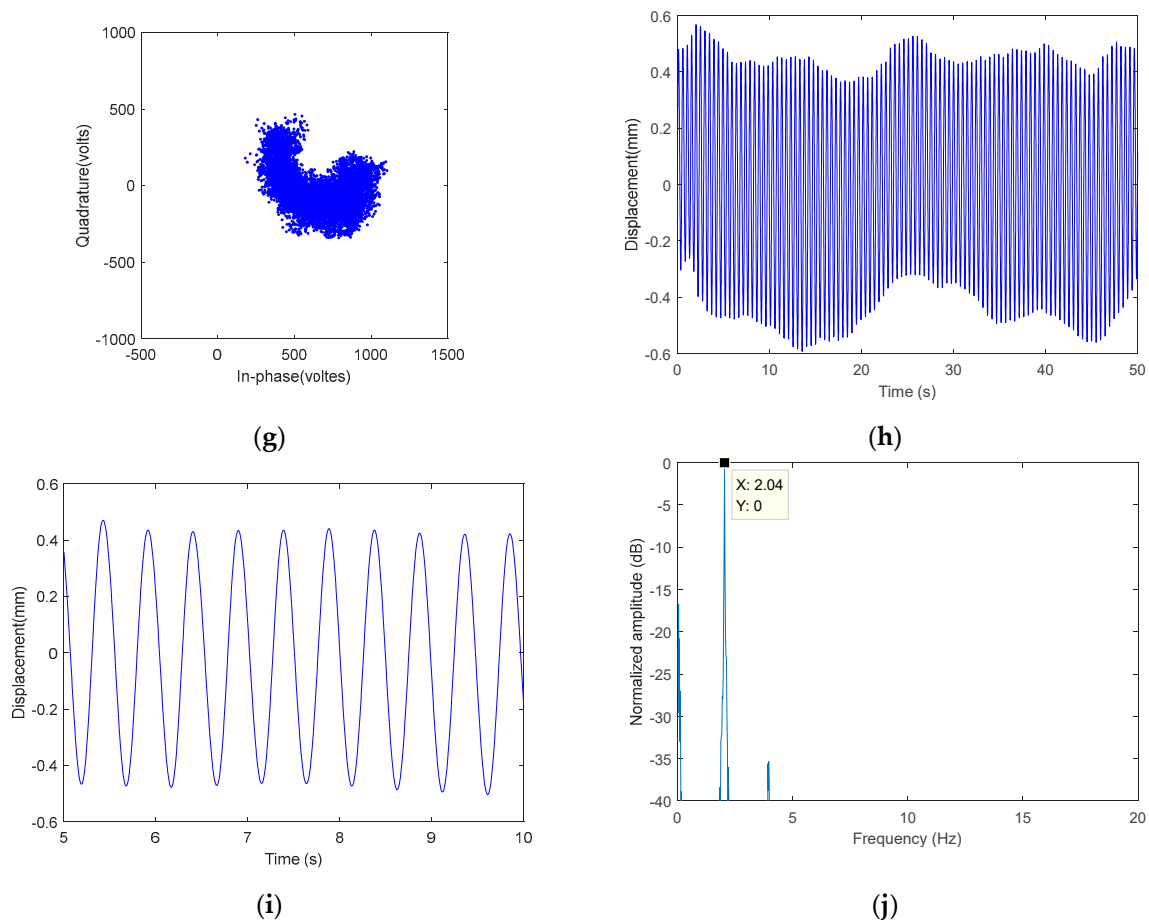 1000
500
0
-500
-1000
Quadrature(volts)
-500 0 500 1000 1500
In-phase(voltes)
(g)
0.6
0.4
0.2
0
-0.2
-0.4
-0.6
Displacement(mm)
0 10 20 30 40 50
Time (s)
(h)
0.6
0.4
0.2
0
-0.2
-0.4
-0.6
Displacement(mm)
5 6 7 8 9 10
Time (s)
(i)
0
-5
-10
-15
-20
-25
-30
-35
-40
Normalized amplitude (dB)
X: 2.04
Y: 0
0 5 10 15 20
Frequency (Hz)
(j)